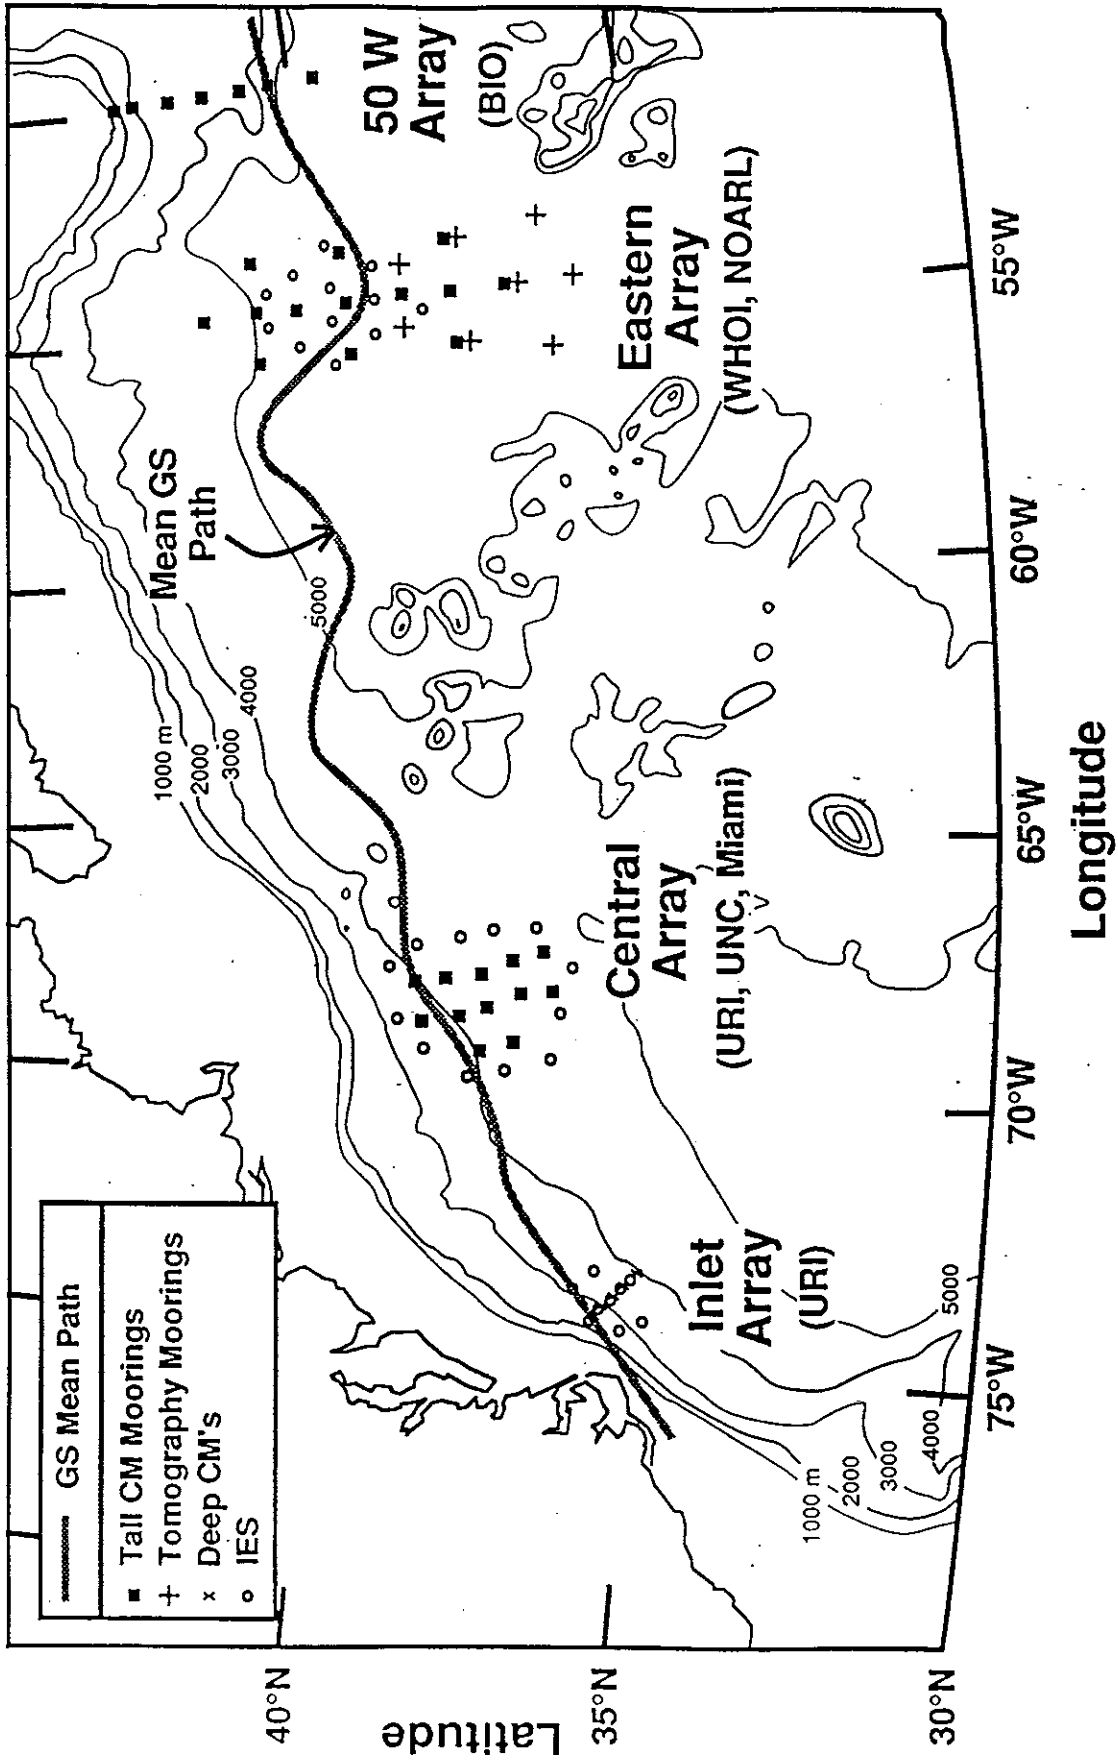 GS Mean Path
Tall CM Moorings
Tomography Moorings
x Deep CM's
IES
Mean GS
Path
50 W
Array
(BIO)
Eastern
Array
(WHOI, NOARL)
Central
Array
(URI, UNC, Miami)
Inlet
Array
(URI)
1000 m
2000
3000
4000
5000
1000 m
2000
3000
4000
5000
40°N
35°N
30°N
Latitude
75°W
70°W
65°W
60°W
55°W
Longitude